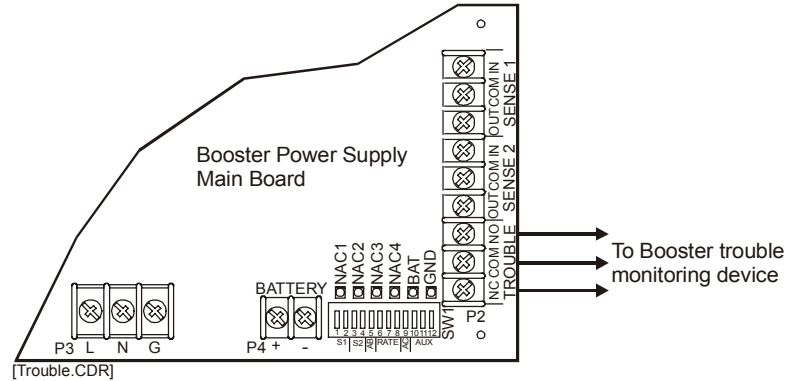 IN
COM
OUT
SENSE 1
IN
COM
OUT
SENSE 2
NO
COM
NC
TROUBLE
Booster Power Supply
Main Board
To Booster trouble
monitoring device
NAC1
NAC2
NAC3
NAC4
BAT
GND
BATTERY
SW1
P2
1 2 3 4 5 6 7 8 9 10 11 12
S1 S2 AB RATE AC AUX
P3 L N G
P4 + -
[Trouble.CDR]